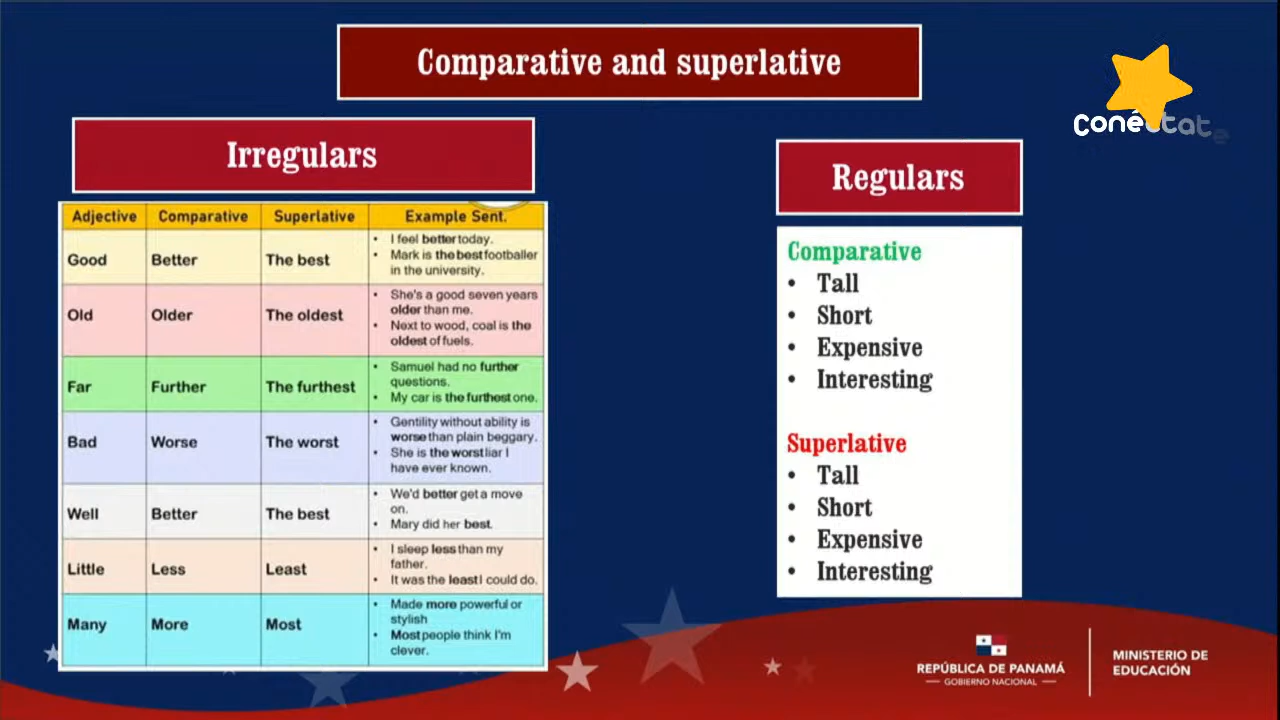 Comparative and superlative
conéctate
Irregulars
Adjective Comparative Superlative Example Sent.
Good Better The best
• I feel better today.
• Mark is the best footballer
in the university.
Old Older The oldest
• She's a good seven years
older than me.
• Next to wood, coal is the
oldest of fuels.
Far Further The furthest
• Samuel had no further
questions.
• My car is the furthest one.
Bad Worse The worst
• Gentility without ability is
worse than plain beggary.
• She is the worst liar I
have ever known.
Well Better The best
• We'd better get a move
on.
• Mary did her best.
Little Less Least
• I sleep less than my
father.
• It was the least I could do.
Many More Most
• Made more powerful or
stylish
• Most people think I'm
clever.
Regulars
Comparative
• Tall
• Short
• Expensive
• Interesting
Superlative
• Tall
• Short
• Expensive
• Interesting
REPÚBLICA DE PANAMÁ
— GOBIERNO NACIONAL —
MINISTERIO DE
EDUCACIÓN